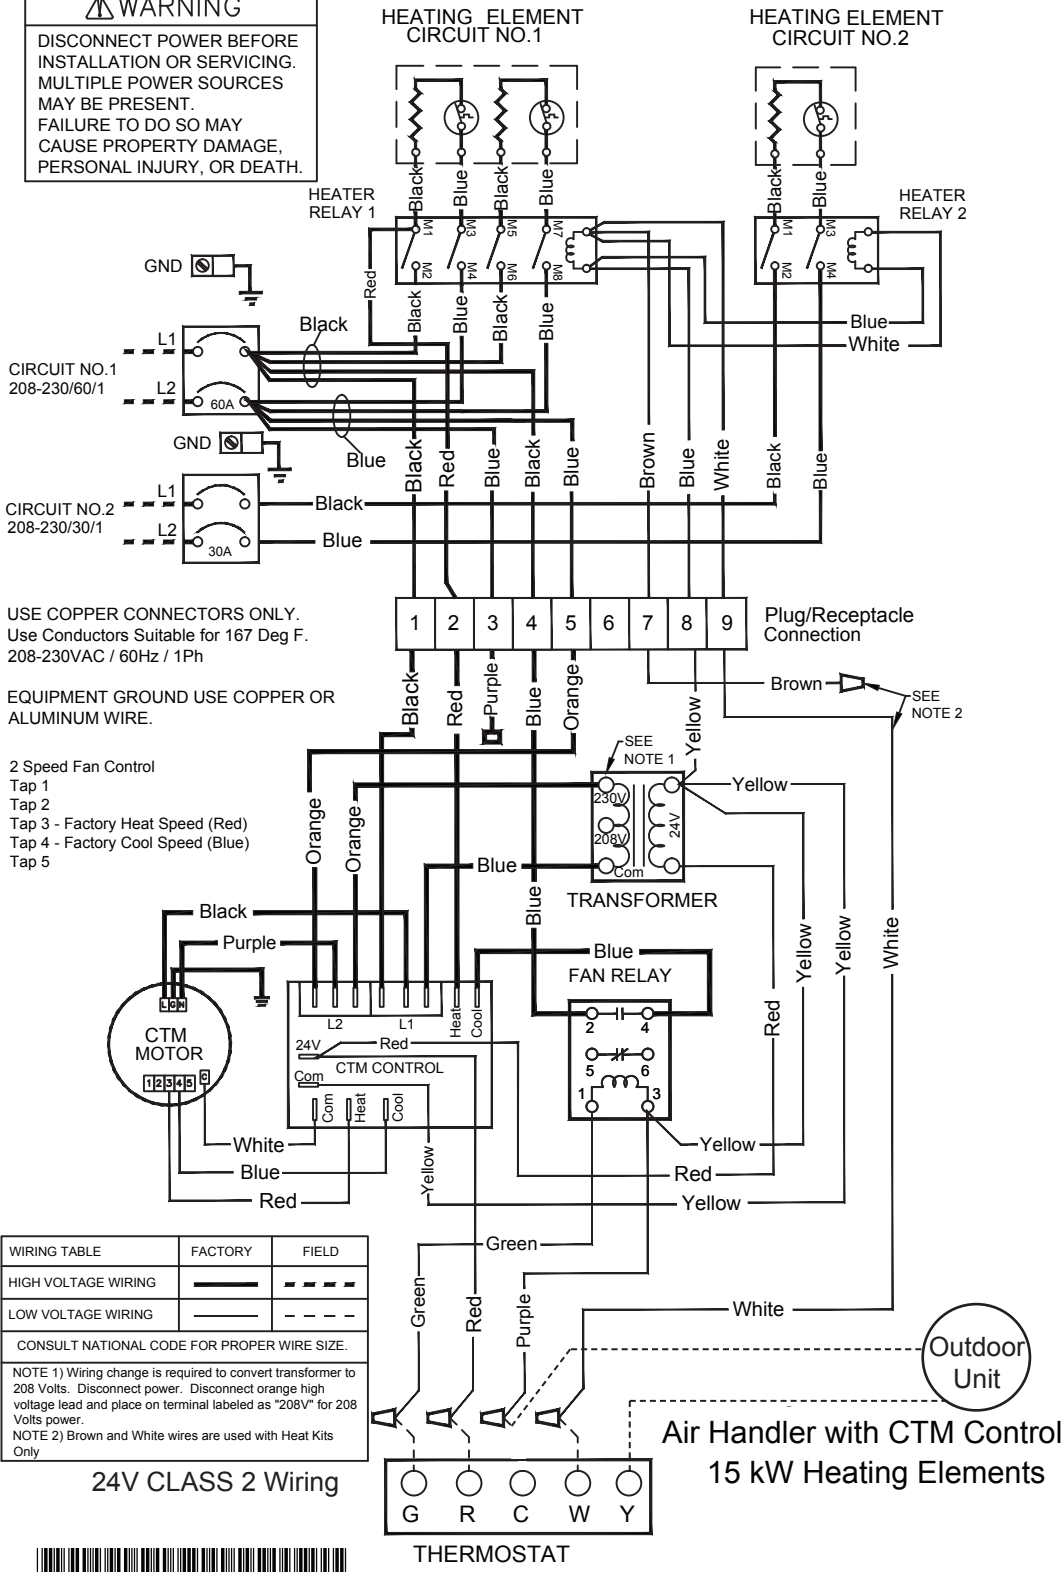 WARNING
DISCONNECT POWER BEFORE
INSTALLATION OR SERVICING.
MULTIPLE POWER SOURCES
MAY BE PRESENT.
FAILURE TO DO SO MAY
CAUSE PROPERTY DAMAGE,
PERSONAL INJURY, OR DEATH.
HEATING ELEMENT
CIRCUIT NO.1
HEATING ELEMENT
CIRCUIT NO.2
Black
Blue
Black
Blue
Black
Blue
HEATER
RELAY 1
M1
M3
M5
M7
M2
M4
M6
M8
HEATER
RELAY 2
M1
M3
M2
M4
GND
Red
Black
Blue
Black
Blue
Black
Blue
White
L1
CIRCUIT NO.1
208-230/60/1
L2
60A
GND
Blue
Black
Red
Blue
Black
Blue
Brown
Blue
White
Black
Blue
L1
CIRCUIT NO.2
208-230/30/1
L2
30A
Black
Blue
USE COPPER CONNECTORS ONLY.
Use Conductors Suitable for 167 Deg F.
208-230VAC / 60Hz / 1Ph
EQUIPMENT GROUND USE COPPER OR
ALUMINUM WIRE.
1 2 3 4 5 6 7 8 9
Plug/Receptacle
Connection
Black
Red
Purple
Blue
Orange
Yellow
Brown
SEE
NOTE 2
2 Speed Fan Control
Tap 1
Tap 2
Tap 3 - Factory Heat Speed (Red)
Tap 4 - Factory Cool Speed (Blue)
Tap 5
SEE
NOTE 1
230V
208V
Com
24V
TRANSFORMER
Yellow
Orange
Orange
Blue
Blue
Black
Purple
Blue
FAN RELAY
2 4
5 6
1 3
Yellow
Yellow
White
Red
L G N
CTM
MOTOR
1 2 3 4 5
C
L2
L1
Heat
Cool
24V
Red
CTM CONTROL
Com
Com
Heat
Cool
White
Blue
Red
Yellow
Yellow
Red
Yellow
WIRING TABLE FACTORY FIELD
HIGH VOLTAGE WIRING
LOW VOLTAGE WIRING
CONSULT NATIONAL CODE FOR PROPER WIRE SIZE.
NOTE 1) Wiring change is required to convert transformer to
208 Volts. Disconnect power. Disconnect orange high
voltage lead and place on terminal labeled as "208V" for 208
Volts power.
NOTE 2) Brown and White wires are used with Heat Kits
Only
24V CLASS 2 Wiring
Green
Green
Red
Purple
White
Outdoor
Unit
Air Handler with CTM Control
15 kW Heating Elements
G R C W Y
THERMOSTAT